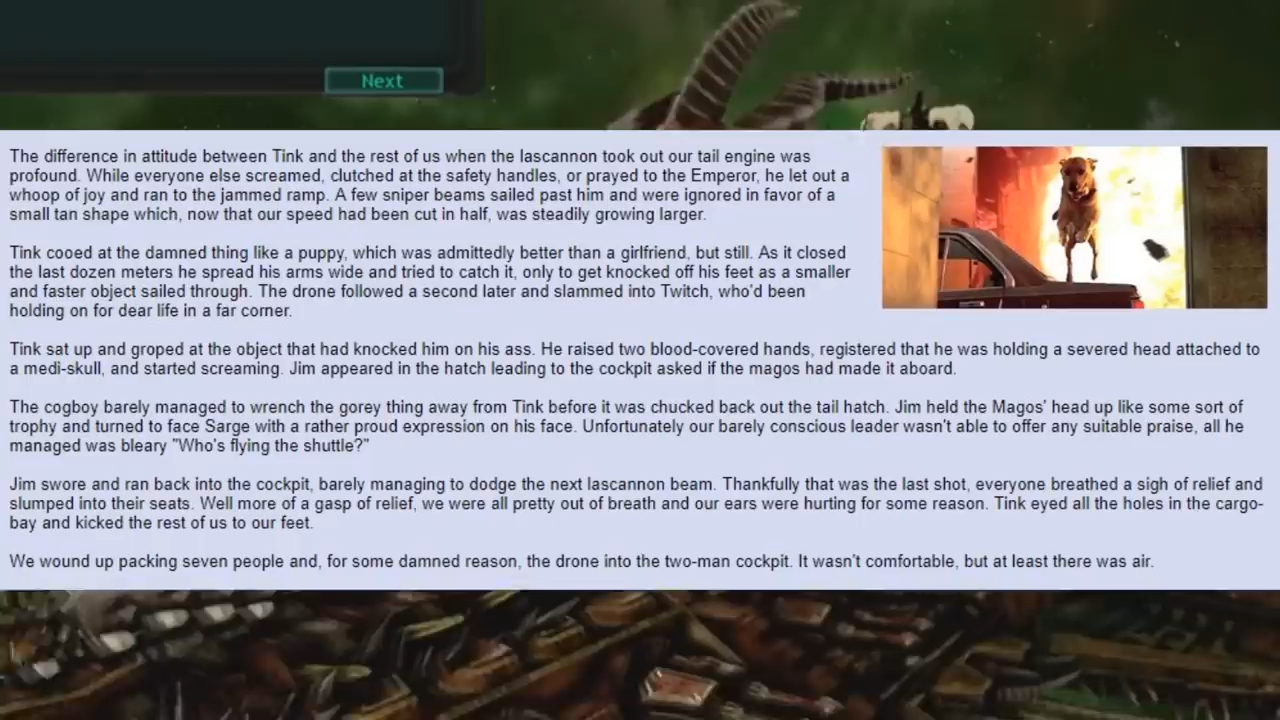 Next
The difference in attitude between Tink and the rest of us when the lascannon took out our tail engine was
profound. While everyone else screamed, clutched at the safety handles, or prayed to the Emperor, he let out a
whoop of joy and ran to the jammed ramp. A few sniper beams sailed past him and were ignored in favor of a
small tan shape which, now that our speed had been cut in half, was steadily growing larger.
Tink cooed at the damned thing like a puppy, which was admittedly better than a girlfriend, but still. As it closed
the last dozen meters he spread his arms wide and tried to catch it, only to get knocked off his feet as a smaller
and faster object sailed through. The drone followed a second later and slammed into Twitch, who'd been
holding on for dear life in a far corner.
Tink sat up and groped at the object that had knocked him on his ass. He raised two blood-covered hands, registered that he was holding a severed head attached to
a medi-skull, and started screaming. Jim appeared in the hatch leading to the cockpit asked if the magos had made it aboard.
The cogboy barely managed to wrench the gorey thing away from Tink before it was chucked back out the tail hatch. Jim held the Magos' head up like some sort of
trophy and turned to face Sarge with a rather proud expression on his face. Unfortunately our barely conscious leader wasn't able to offer any suitable praise, all he
managed was bleary "Who's flying the shuttle?"
Jim swore and ran back into the cockpit, barely managing to dodge the next lascannon beam. Thankfully that was the last shot, everyone breathed a sigh of relief and
slumped into their seats. Well more of a gasp of relief, we were all pretty out of breath and our ears were hurting for some reason. Tink eyed all the holes in the cargo-
bay and kicked the rest of us to our feet.
We wound up packing seven people and, for some damned reason, the drone into the two-man cockpit. It wasn't comfortable, but at least there was air.